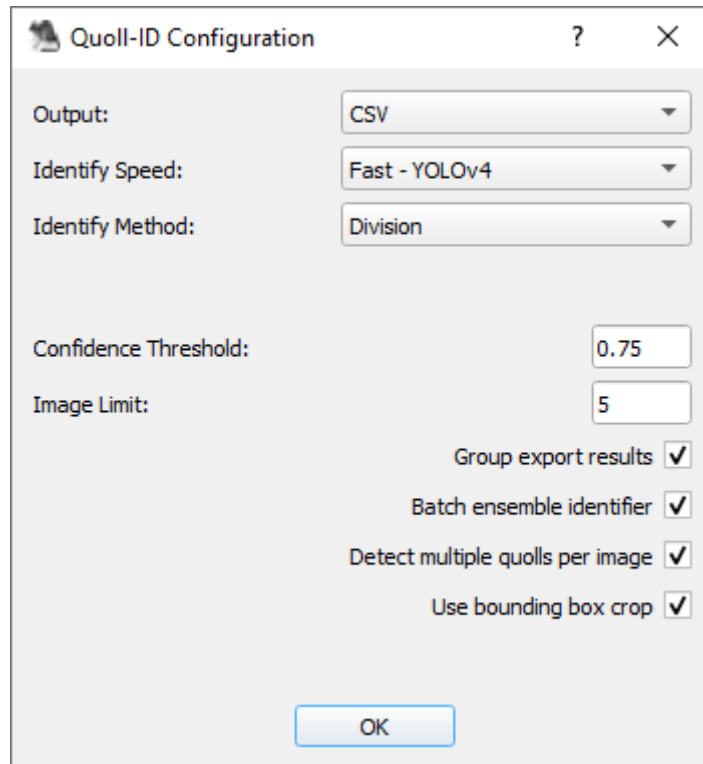 Quoll-ID Configuration ? ×
Output: CSV
Identify Speed: Fast - YOLOv4
Identify Method: Division
Confidence Threshold: 0.75
Image Limit: 5
Group export results
Batch ensemble identifier
Detect multiple quolls per image
Use bounding box crop
OK